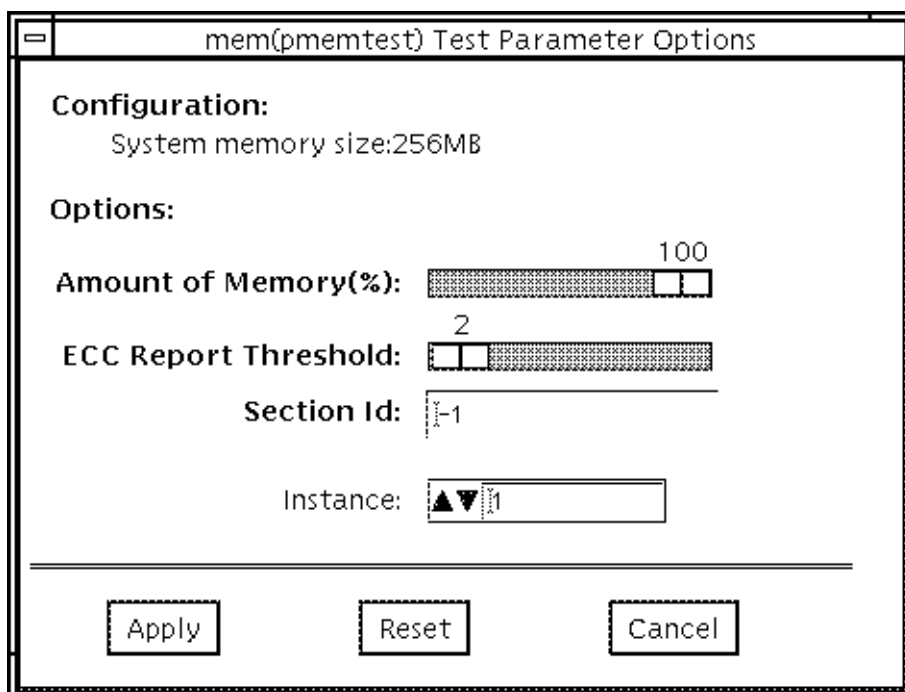 mem(pmemtest) Test Parameter Options
Configuration:
System memory size:256MB
Options:
100
Amount of Memory(%):
2
ECC Report Threshold:
Section Id: -1
Instance: 1
Apply Reset Cancel